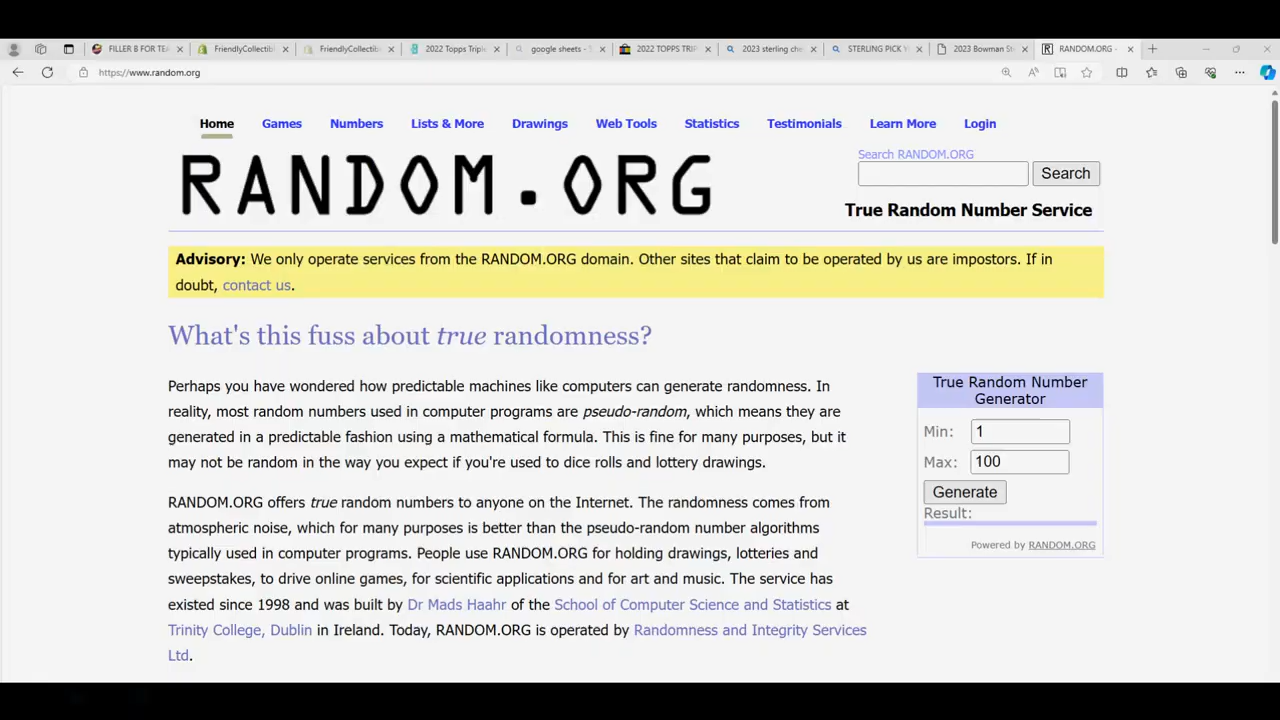 FILLER B FOR TEA
FriendlyCollectib
FriendlyCollectib
2022 Topps Triple
google sheets - S
2022 TOPPS TRIP
2023 sterling che
STERLING PICK Y
2023 Bowman St
RANDOM.ORG -
https://www.random.org
Home Games Numbers Lists & More Drawings Web Tools Statistics Testimonials Learn More Login
RANDOM.ORG
Search RANDOM.ORG
Search
True Random Number Service
Advisory: We only operate services from the RANDOM.ORG domain. Other sites that claim to be operated by us are impostors. If in
doubt, contact us.
What's this fuss about true randomness?
Perhaps you have wondered how predictable machines like computers can generate randomness. In
reality, most random numbers used in computer programs are pseudo-random, which means they are
generated in a predictable fashion using a mathematical formula. This is fine for many purposes, but it
may not be random in the way you expect if you're used to dice rolls and lottery drawings.
RANDOM.ORG offers true random numbers to anyone on the Internet. The randomness comes from
atmospheric noise, which for many purposes is better than the pseudo-random number algorithms
typically used in computer programs. People use RANDOM.ORG for holding drawings, lotteries and
sweepstakes, to drive online games, for scientific applications and for art and music. The service has
existed since 1998 and was built by Dr Mads Haahr of the School of Computer Science and Statistics at
Trinity College, Dublin in Ireland. Today, RANDOM.ORG is operated by Randomness and Integrity Services
Ltd.
True Random Number
Generator
Min: 1
Max: 100
Generate
Result:
Powered by RANDOM.ORG